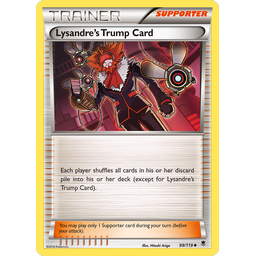 TRAINER
SUPPORTER
Lysandre's Trump Card
Each player shuffles all cards in his or her discard
pile into his or her deck (except for Lysandre's
Trump Card).
You may play only 1 Supporter card during your turn (before
your attack).
Illus. Hitoshi Ariga
99/119